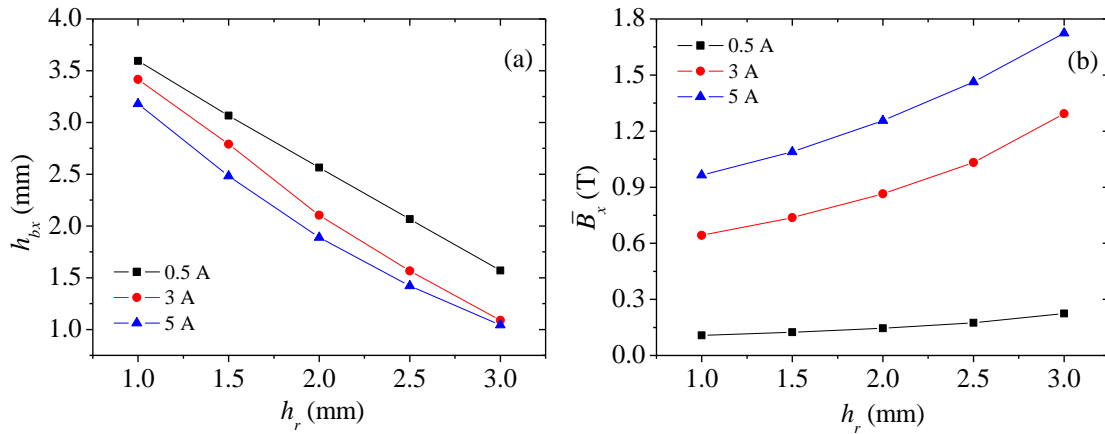 4.0
3.5
3.0
2.5
2.0
1.5
1.0
h_bx (mm)
(a)
0.5 A
3 A
5 A
1.0 1.5 2.0 2.5 3.0
h_r (mm)
1.8
1.5
1.2
0.9
0.6
0.3
0.0
B̄_x (T)
0.5 A
3 A
5 A
(b)
1.0 1.5 2.0 2.5 3.0
h_r (mm)